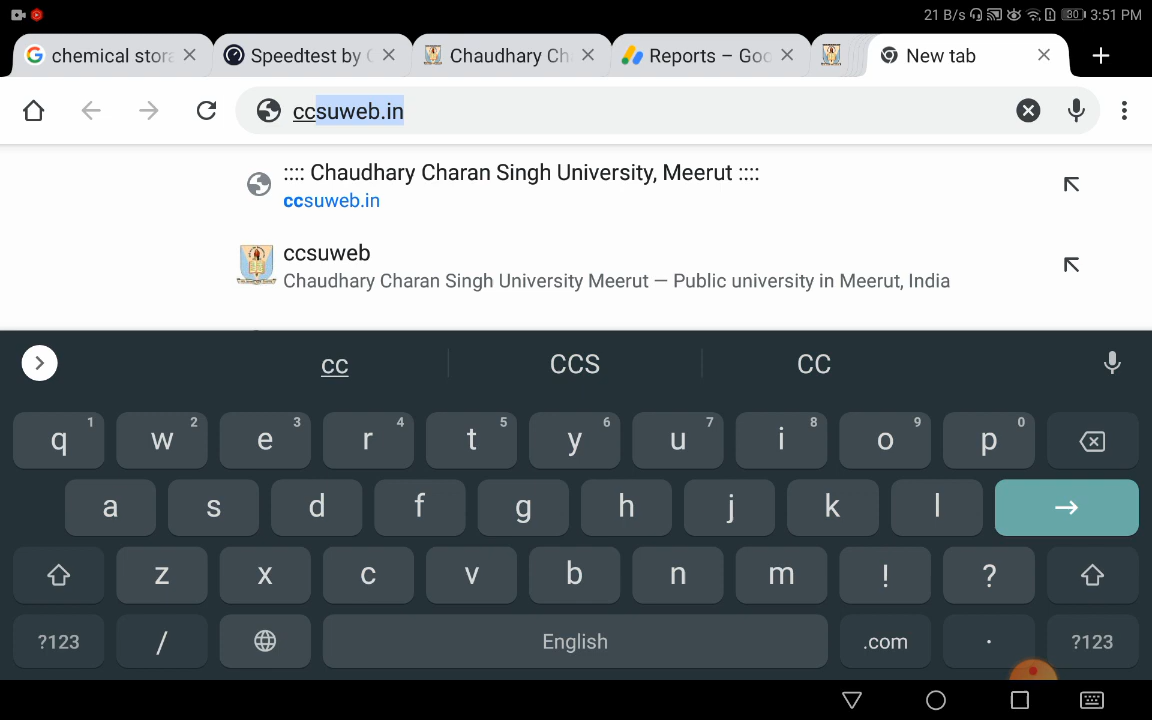 21 B/s 30 3:51 PM
chemical stora Speedtest by Chaudhary Ch Reports – Goo New tab
ccsuweb.in
:::: Chaudhary Charan Singh University, Meerut ::::
ccsuweb.in
ccsuweb
Chaudhary Charan Singh University Meerut — Public university in Meerut, India
cc CCS CC
q 1 w 2 e 3 r 4 t 5 y 6 u 7 i 8 o 9 p 0
a s d f g h j k l
z x c v b n m ! ?
?123 / English .com . ?123